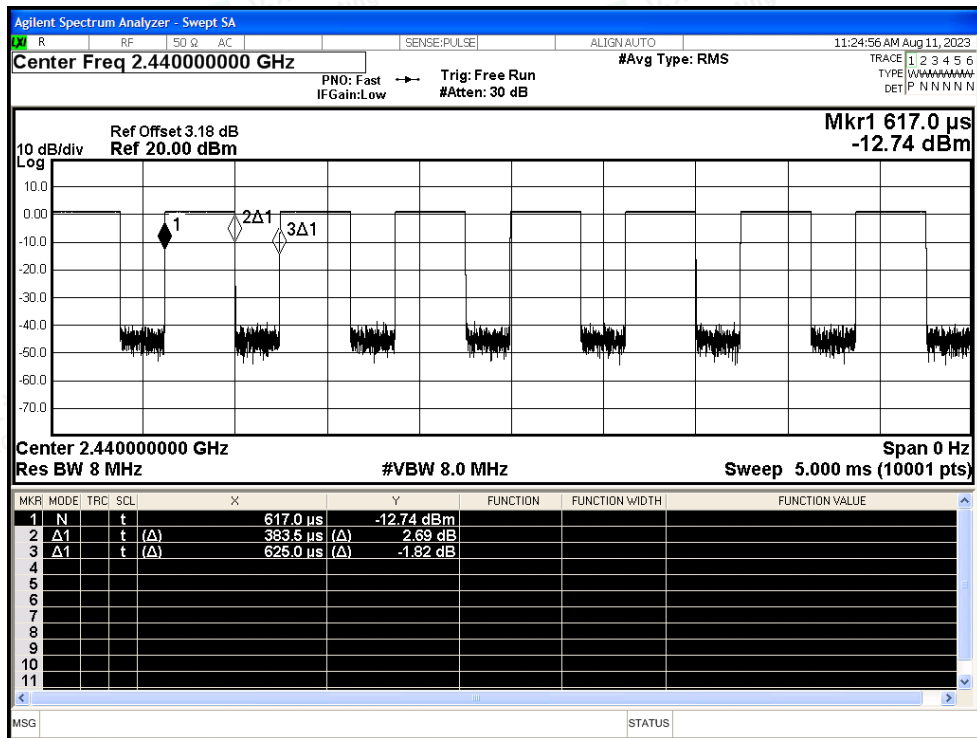 Agilent Spectrum Analyzer - Swept SA
LXI R RF 50 Ω AC SENSE:PULSE ALIGN AUTO 11:24:56 AM Aug 11, 2023
Center Freq 2.440000000 GHz #Avg Type: RMS TRACE 1 2 3 4 5 6
PNO: Fast Trig: Free Run TYPE WWWWWW
IFGain:Low #Atten: 30 dB DET P N N N N N
Mkr1 617.0 µs
-12.74 dBm
Ref Offset 3.18 dB
10 dB/div Ref 20.00 dBm
Log
10.0
0.00
1 2Δ1 3Δ1
-10.0
-20.0
-30.0
-40.0
-50.0
-60.0
-70.0
Center 2.440000000 GHz Span 0 Hz
Res BW 8 MHz #VBW 8.0 MHz Sweep 5.000 ms (10001 pts)
MKR MODE TRC SCL X Y FUNCTION FUNCTION WIDTH FUNCTION VALUE
1 N t 617.0 µs -12.74 dBm
2 Δ1 t (Δ) 383.5 µs (Δ) 2.69 dB
3 Δ1 t (Δ) 625.0 µs (Δ) -1.82 dB
4
5
6
7
8
9
10
11
MSG STATUS